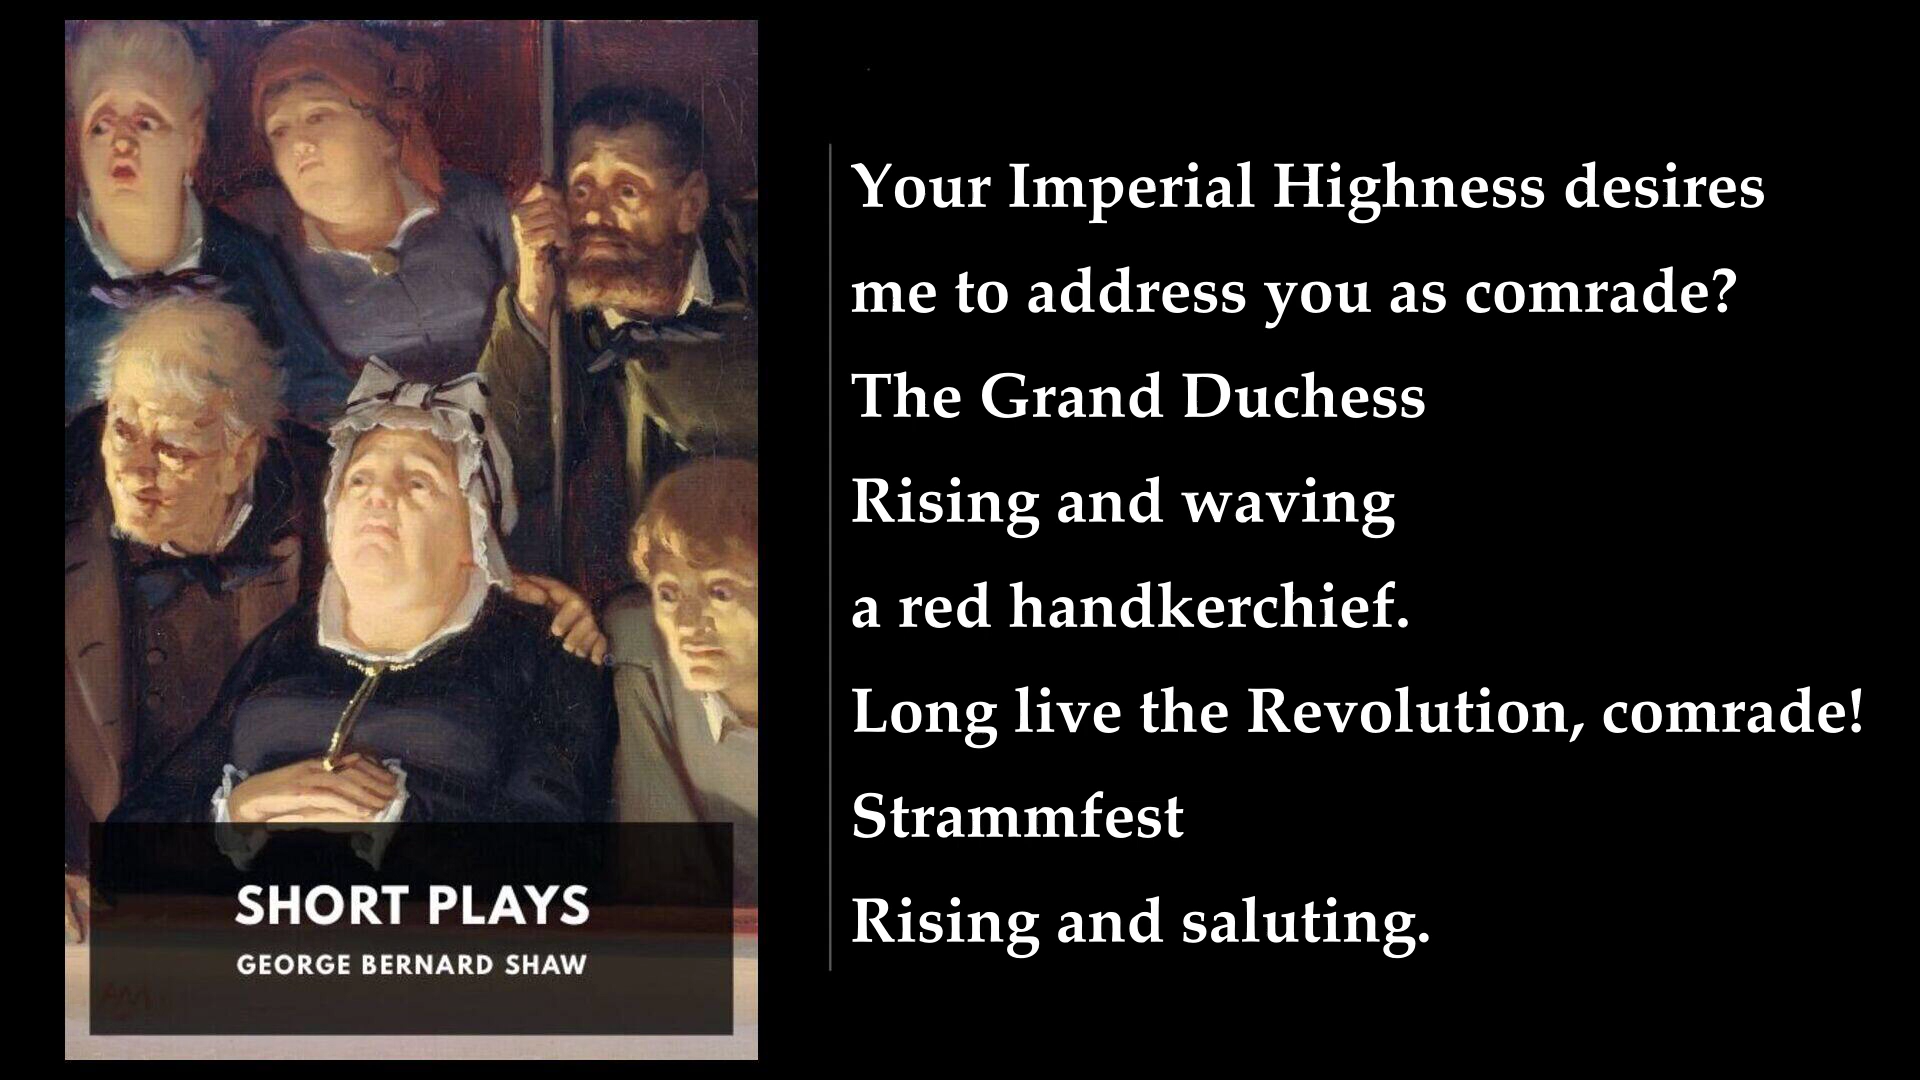 SHORT PLAYS
GEORGE BERNARD SHAW
Your Imperial Highness desires
me to address you as comrade?
The Grand Duchess
Rising and waving
a red handkerchief.
Long live the Revolution, comrade!
Strammfest
Rising and saluting.